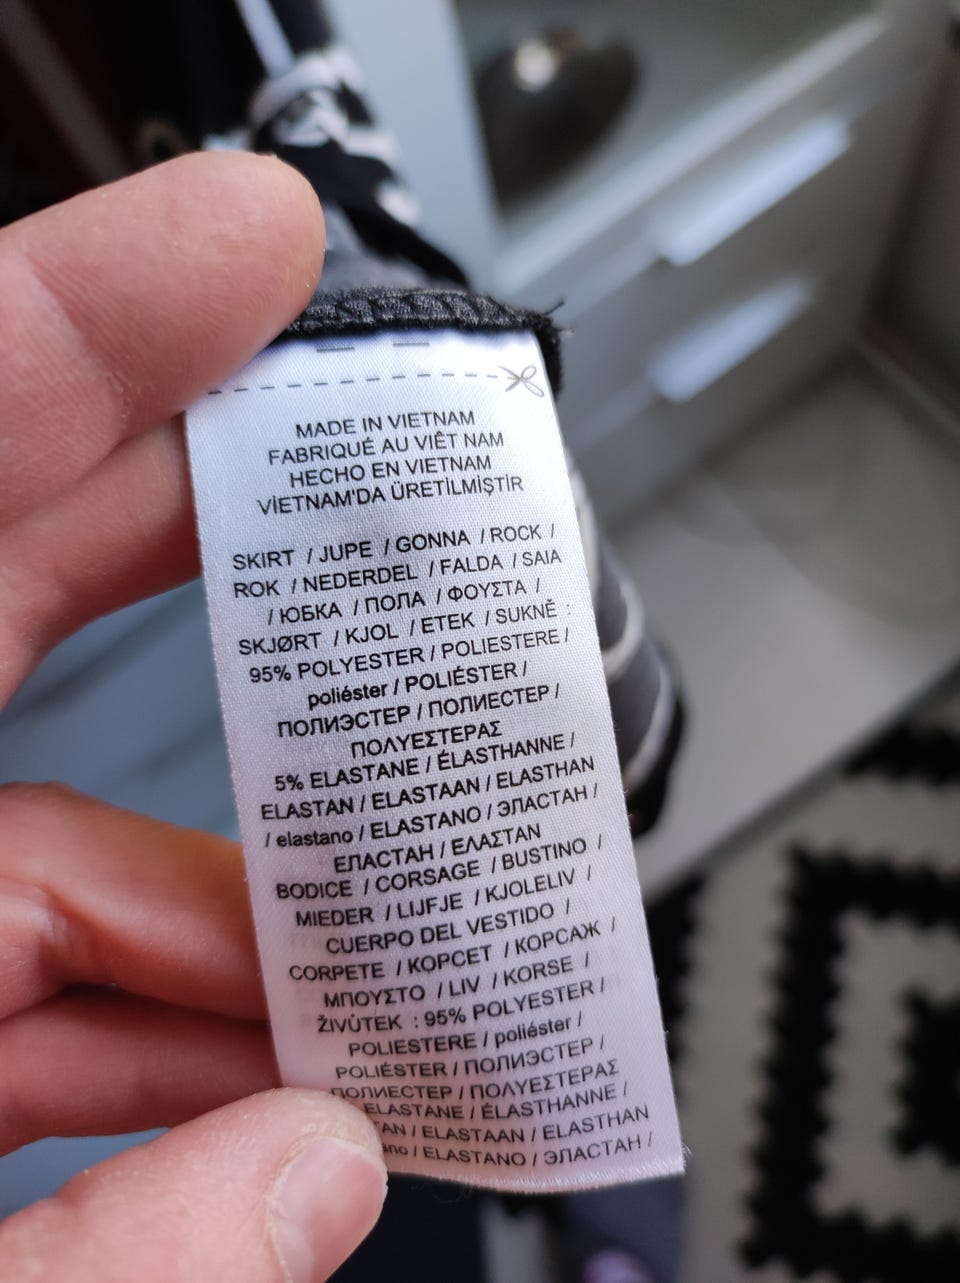 MADE IN VIETNAM
FABRIQUÉ AU VIÊT NAM
HECHO EN VIETNAM
VİETNAM'DA ÜRETİLMİŞTİR
SKIRT / JUPE / GONNA / ROCK /
ROK / NEDERDEL / FALDA / SAIA
/ ЮБКА / ПОЛА / ΦΟΥΣΤΑ /
SKJØRT / KJOL / ETEK / SUKNĚ :
95% POLYESTER / POLIESTERE /
poliéster / POLIÉSTER /
ПОЛИЭСТЕР / ПОЛИЕСТЕР /
ΠΟΛΥΕΣΤΕΡΑΣ
5% ELASTANE / ÉLASTHANNE /
ELASTAN / ELASTAAN / ELASTHAN
/ elastano / ELASTANO / ЭЛАСТАН /
ЕЛАСТАН / ΕΛΑΣΤΑΝ
BODICE / CORSAGE / BUSTINO /
MIEDER / LIJFJE / KJOLELIV /
CUERPO DEL VESTIDO /
CORPETE / КОРСЕТ / КОРСАЖ /
ΜΠΟΥΣΤΟ / LIV / KORSE /
ŽIVŮTEK : 95% POLYESTER /
POLIESTERE / poliéster /
POLIÉSTER / ПОЛИЭСТЕР /
ПОЛИЕСТЕР / ΠΟΛΥΕΣΤΕΡΑΣ
ELASTANE / ÉLASTHANNE /
/ ELASTAAN / ELASTHAN
/ ELASTANO / ЭЛАСТАН /